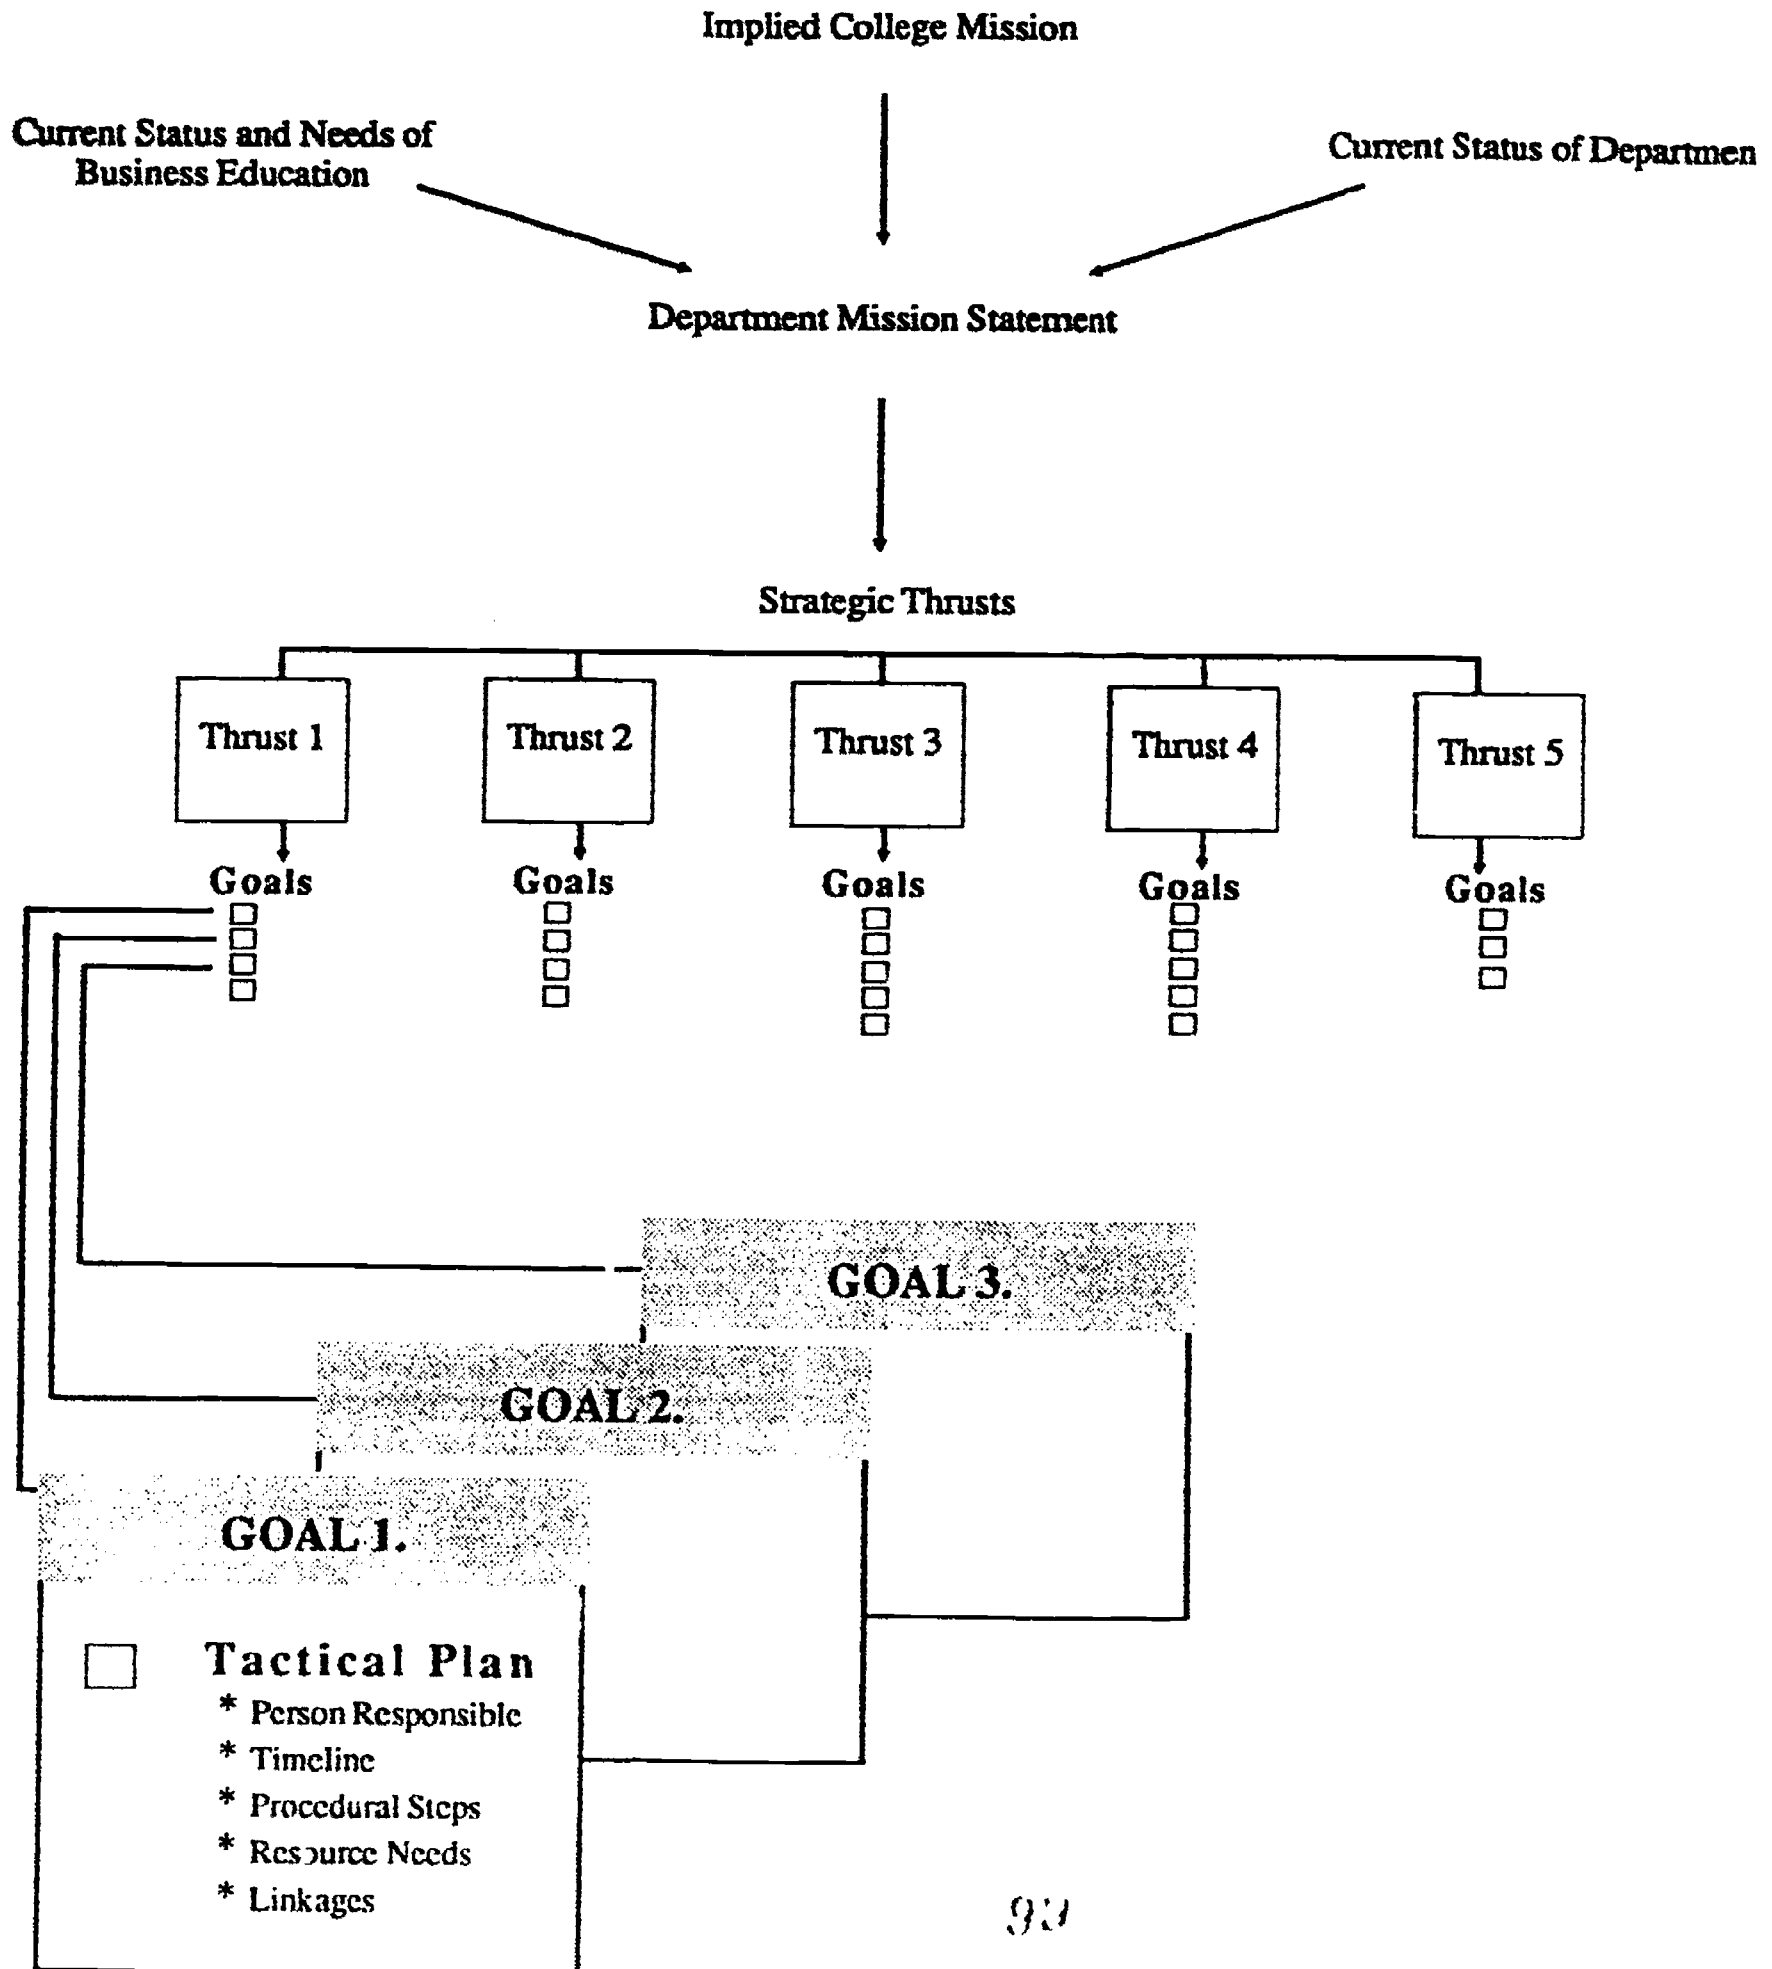 Implied College Mission
Current Status and Needs of
Business Education
Current Status of Departmen
Department Mission Statement
Strategic Thrusts
Thrust 1
Thrust 2
Thrust 3
Thrust 4
Thrust 5
Goals
Goals
Goals
Goals
Goals
GOAL 3.
GOAL 2.
GOAL 1.
Tactical Plan
* Person Responsible
* Timeline
* Procedural Steps
* Resource Needs
* Linkages